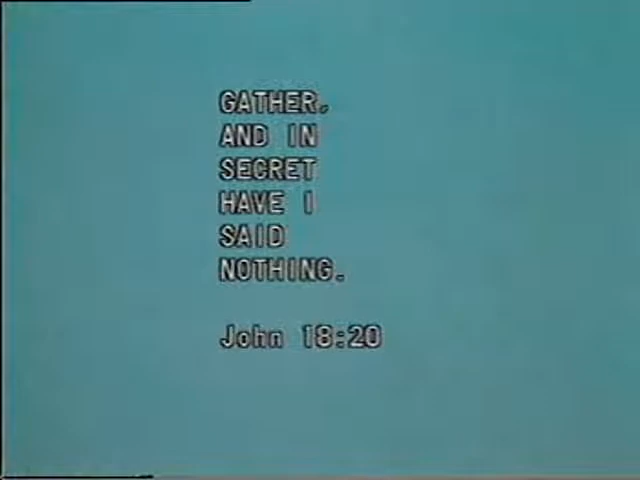 GATHER.
AND IN
SECRET
HAVE I
SAID
NOTHING.
John 18:20